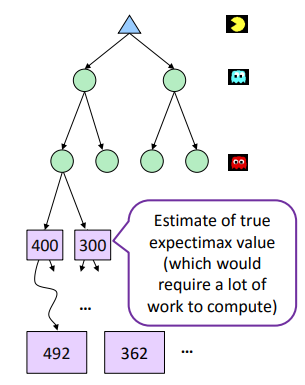 400
300
Estimate of true
expectimax value
(which would
require a lot of
work to compute)
...
492
362
...